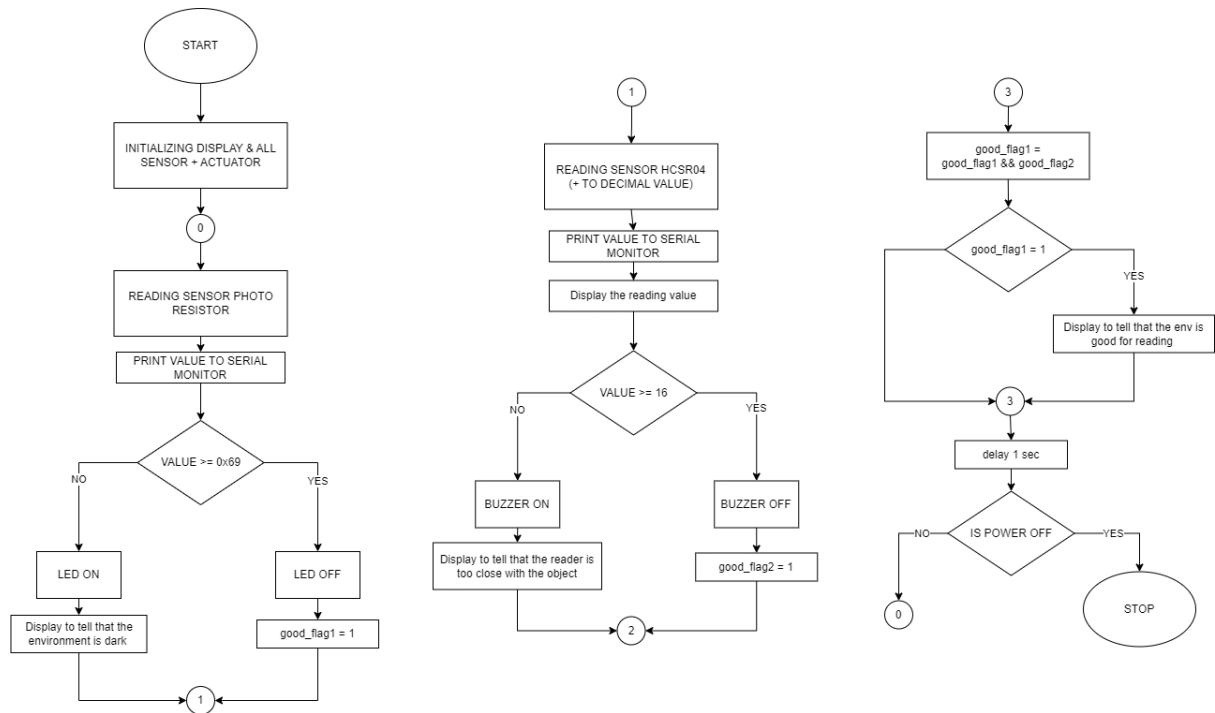 START
INITIALIZING DISPLAY & ALL
SENSOR + ACTUATOR
0
READING SENSOR PHOTO
RESISTOR
PRINT VALUE TO SERIAL
MONITOR
VALUE >= 0x69
NO
YES
LED ON
LED OFF
Display to tell that the
environment is dark
good_flag1 = 1
1
1
READING SENSOR HCSR04
(+ TO DECIMAL VALUE)
PRINT VALUE TO SERIAL
MONITOR
Display the reading value
VALUE >= 16
NO
YES
BUZZER ON
BUZZER OFF
Display to tell that the reader is
too close with the object
good_flag2 = 1
2
3
good_flag1 =
good_flag1 && good_flag2
good_flag1 = 1
YES
Display to tell that the env is
good for reading
3
delay 1 sec
IS POWER OFF
NO
YES
0
STOP